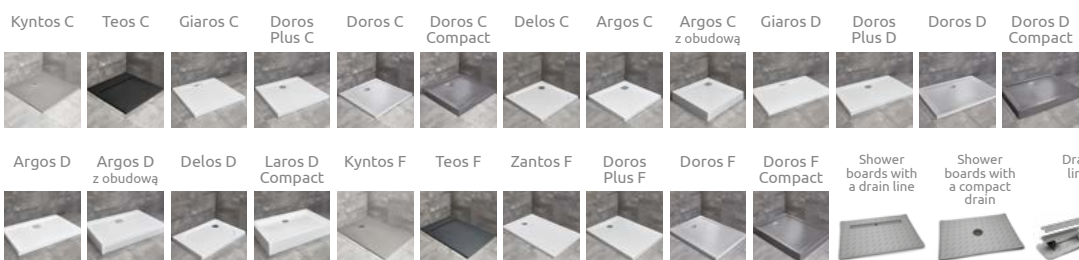 Kyntos C
Teos C
Giaros C
Doros
Plus C
Doros C
Doros C
Compact
Delos C
Argos C
Argos C
z obudową
Giaros D
Doros
Plus D
Doros D
Doros D
Compact
Argos D
Argos D
z obudową
Delos D
Laros D
Compact
Kyntos F
Teos F
Zantos F
Doros
Plus F
Doros F
Doros F
Compact
Shower
boards with
a drain line
Shower
boards with
a compact
drain